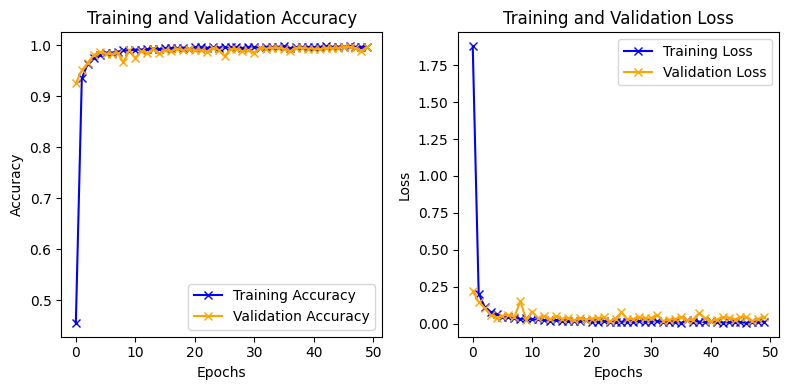 Training and Validation Accuracy
1.0
0.9
0.8
0.7
0.6
0.5
Accuracy
0 10 20 30 40 50
Epochs
Training Accuracy
Validation Accuracy
Training and Validation Loss
1.75
1.50
1.25
1.00
0.75
0.50
0.25
0.00
Loss
0 10 20 30 40 50
Epochs
Training Loss
Validation Loss